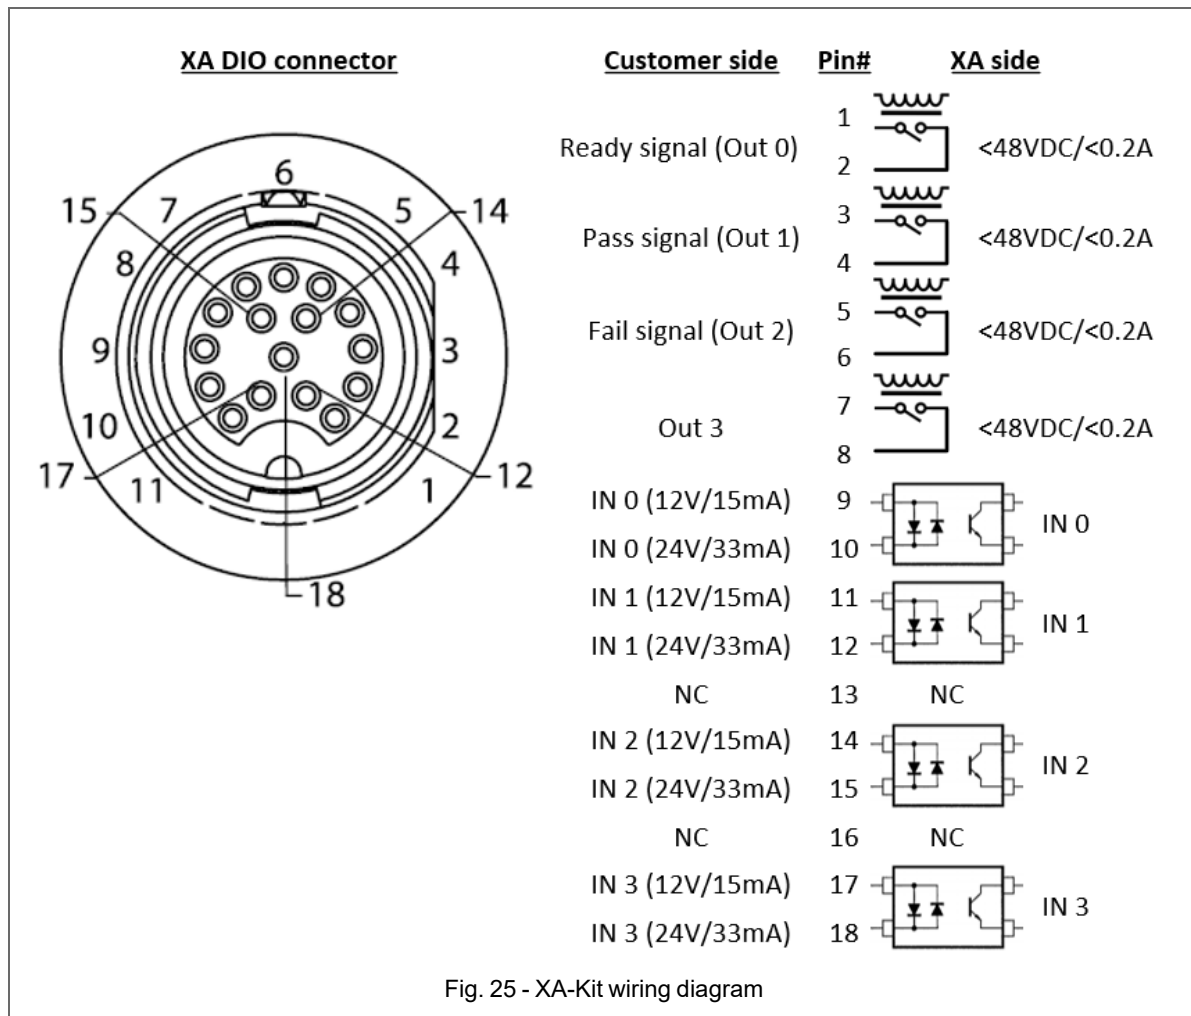 XA DIO connector
6
15
7
5
14
8
4
9
3
10
2
17
11
1
12
18
Customer side Pin# XA side
1
Ready signal (Out 0) <48VDC/<0.2A
2
3
Pass signal (Out 1) <48VDC/<0.2A
4
5
Fail signal (Out 2) <48VDC/<0.2A
6
7
Out 3 <48VDC/<0.2A
8
IN 0 (12V/15mA) 9
IN 0
IN 0 (24V/33mA) 10
IN 1 (12V/15mA) 11
IN 1
IN 1 (24V/33mA) 12
NC 13 NC
IN 2 (12V/15mA) 14
IN 2
IN 2 (24V/33mA) 15
NC 16 NC
IN 3 (12V/15mA) 17
IN 3
IN 3 (24V/33mA) 18
Fig. 25 - XA-Kit wiring diagram